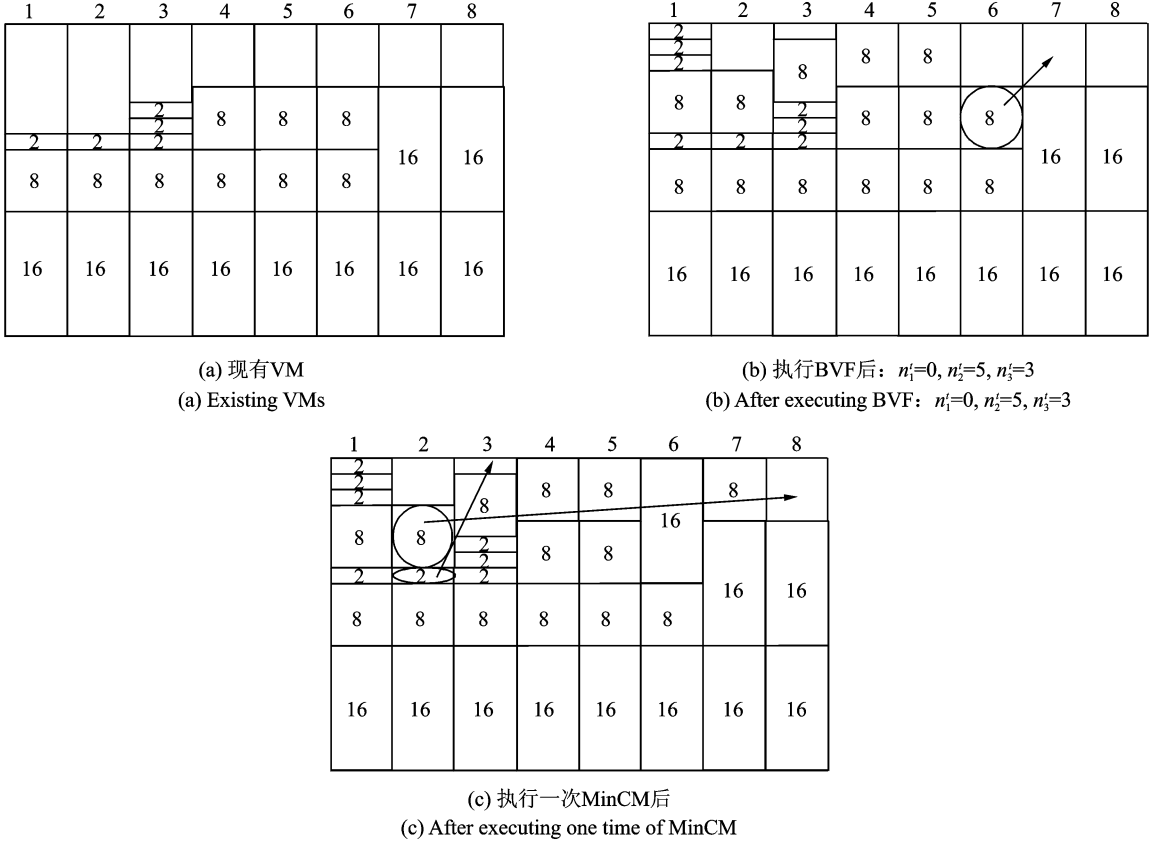 1 2 3 4 5 6 7 8
2
8 8 8
2
2 2 2
16 16
8 8 8 8 8 8
16 16 16 16 16 16 16 16
(a) 现有VM
(a) Existing VMs
1 2 3 4 5 6 7 8
2
2
8 8
2
8
8 8
2
8 8 8
2
2 2 2
16 16
8 8 8 8 8 8
16 16 16 16 16 16 16 16
(b) 执行BVF后：n₁ᵗ=0, n₂ᵗ=5, n₃ᵗ=3
(b) After executing BVF：n₁ᵗ=0, n₂ᵗ=5, n₃ᵗ=3
1 2 3 4 5 6 7 8
2
2
8 8 8
2
8
16
8 8
2
8 8
2
2 2 2
16 16
8 8 8 8 8 8
16 16 16 16 16 16 16 16
(c) 执行一次MinCM后
(c) After executing one time of MinCM